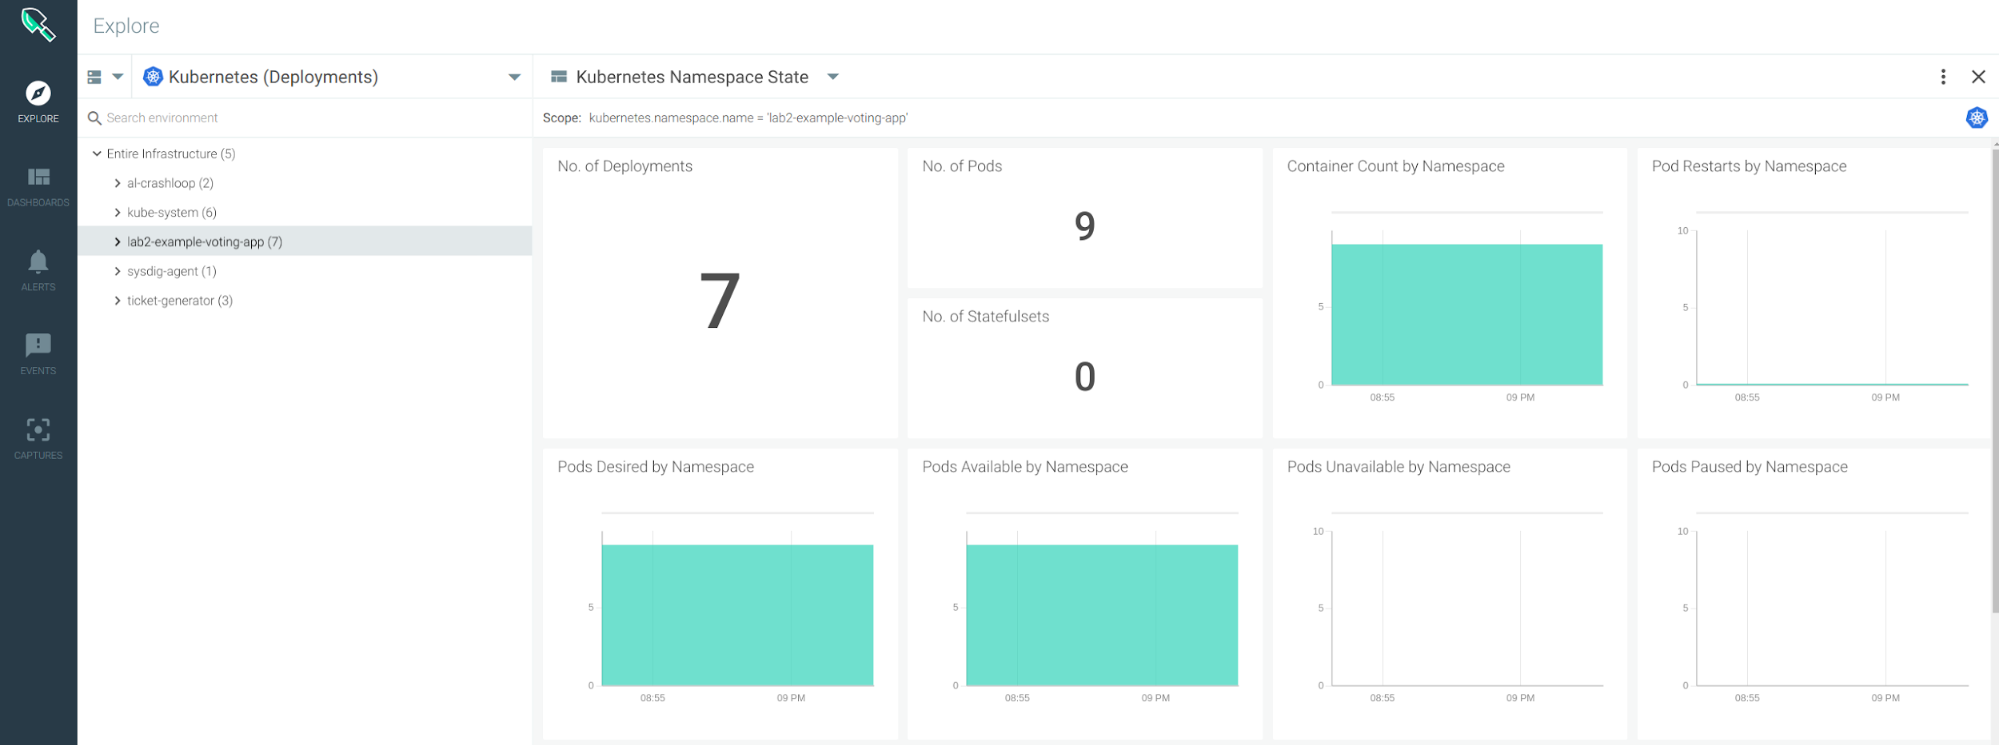 Explore
EXPLORE
DASHBOARDS
ALERTS
EVENTS
CAPTURES
Kubernetes (Deployments)
Search environment
Entire Infrastructure (5)
al-crashloop (2)
kube-system (6)
lab2-example-voting-app (7)
sysdig-agent (1)
ticket-generator (3)
Kubernetes Namespace State
Scope: kubernetes.namespace.name = 'lab2-example-voting-app'
No. of Deployments
7
No. of Pods
9
No. of Statefulsets
0
Container Count by Namespace
5
0
08:55 09 PM
Pod Restarts by Namespace
10
5
0
08:55 09 PM
Pods Desired by Namespace
5
0
08:55 09 PM
Pods Available by Namespace
5
0
08:55 09 PM
Pods Unavailable by Namespace
10
5
0
08:55 09 PM
Pods Paused by Namespace
10
5
0
08:55 09 PM